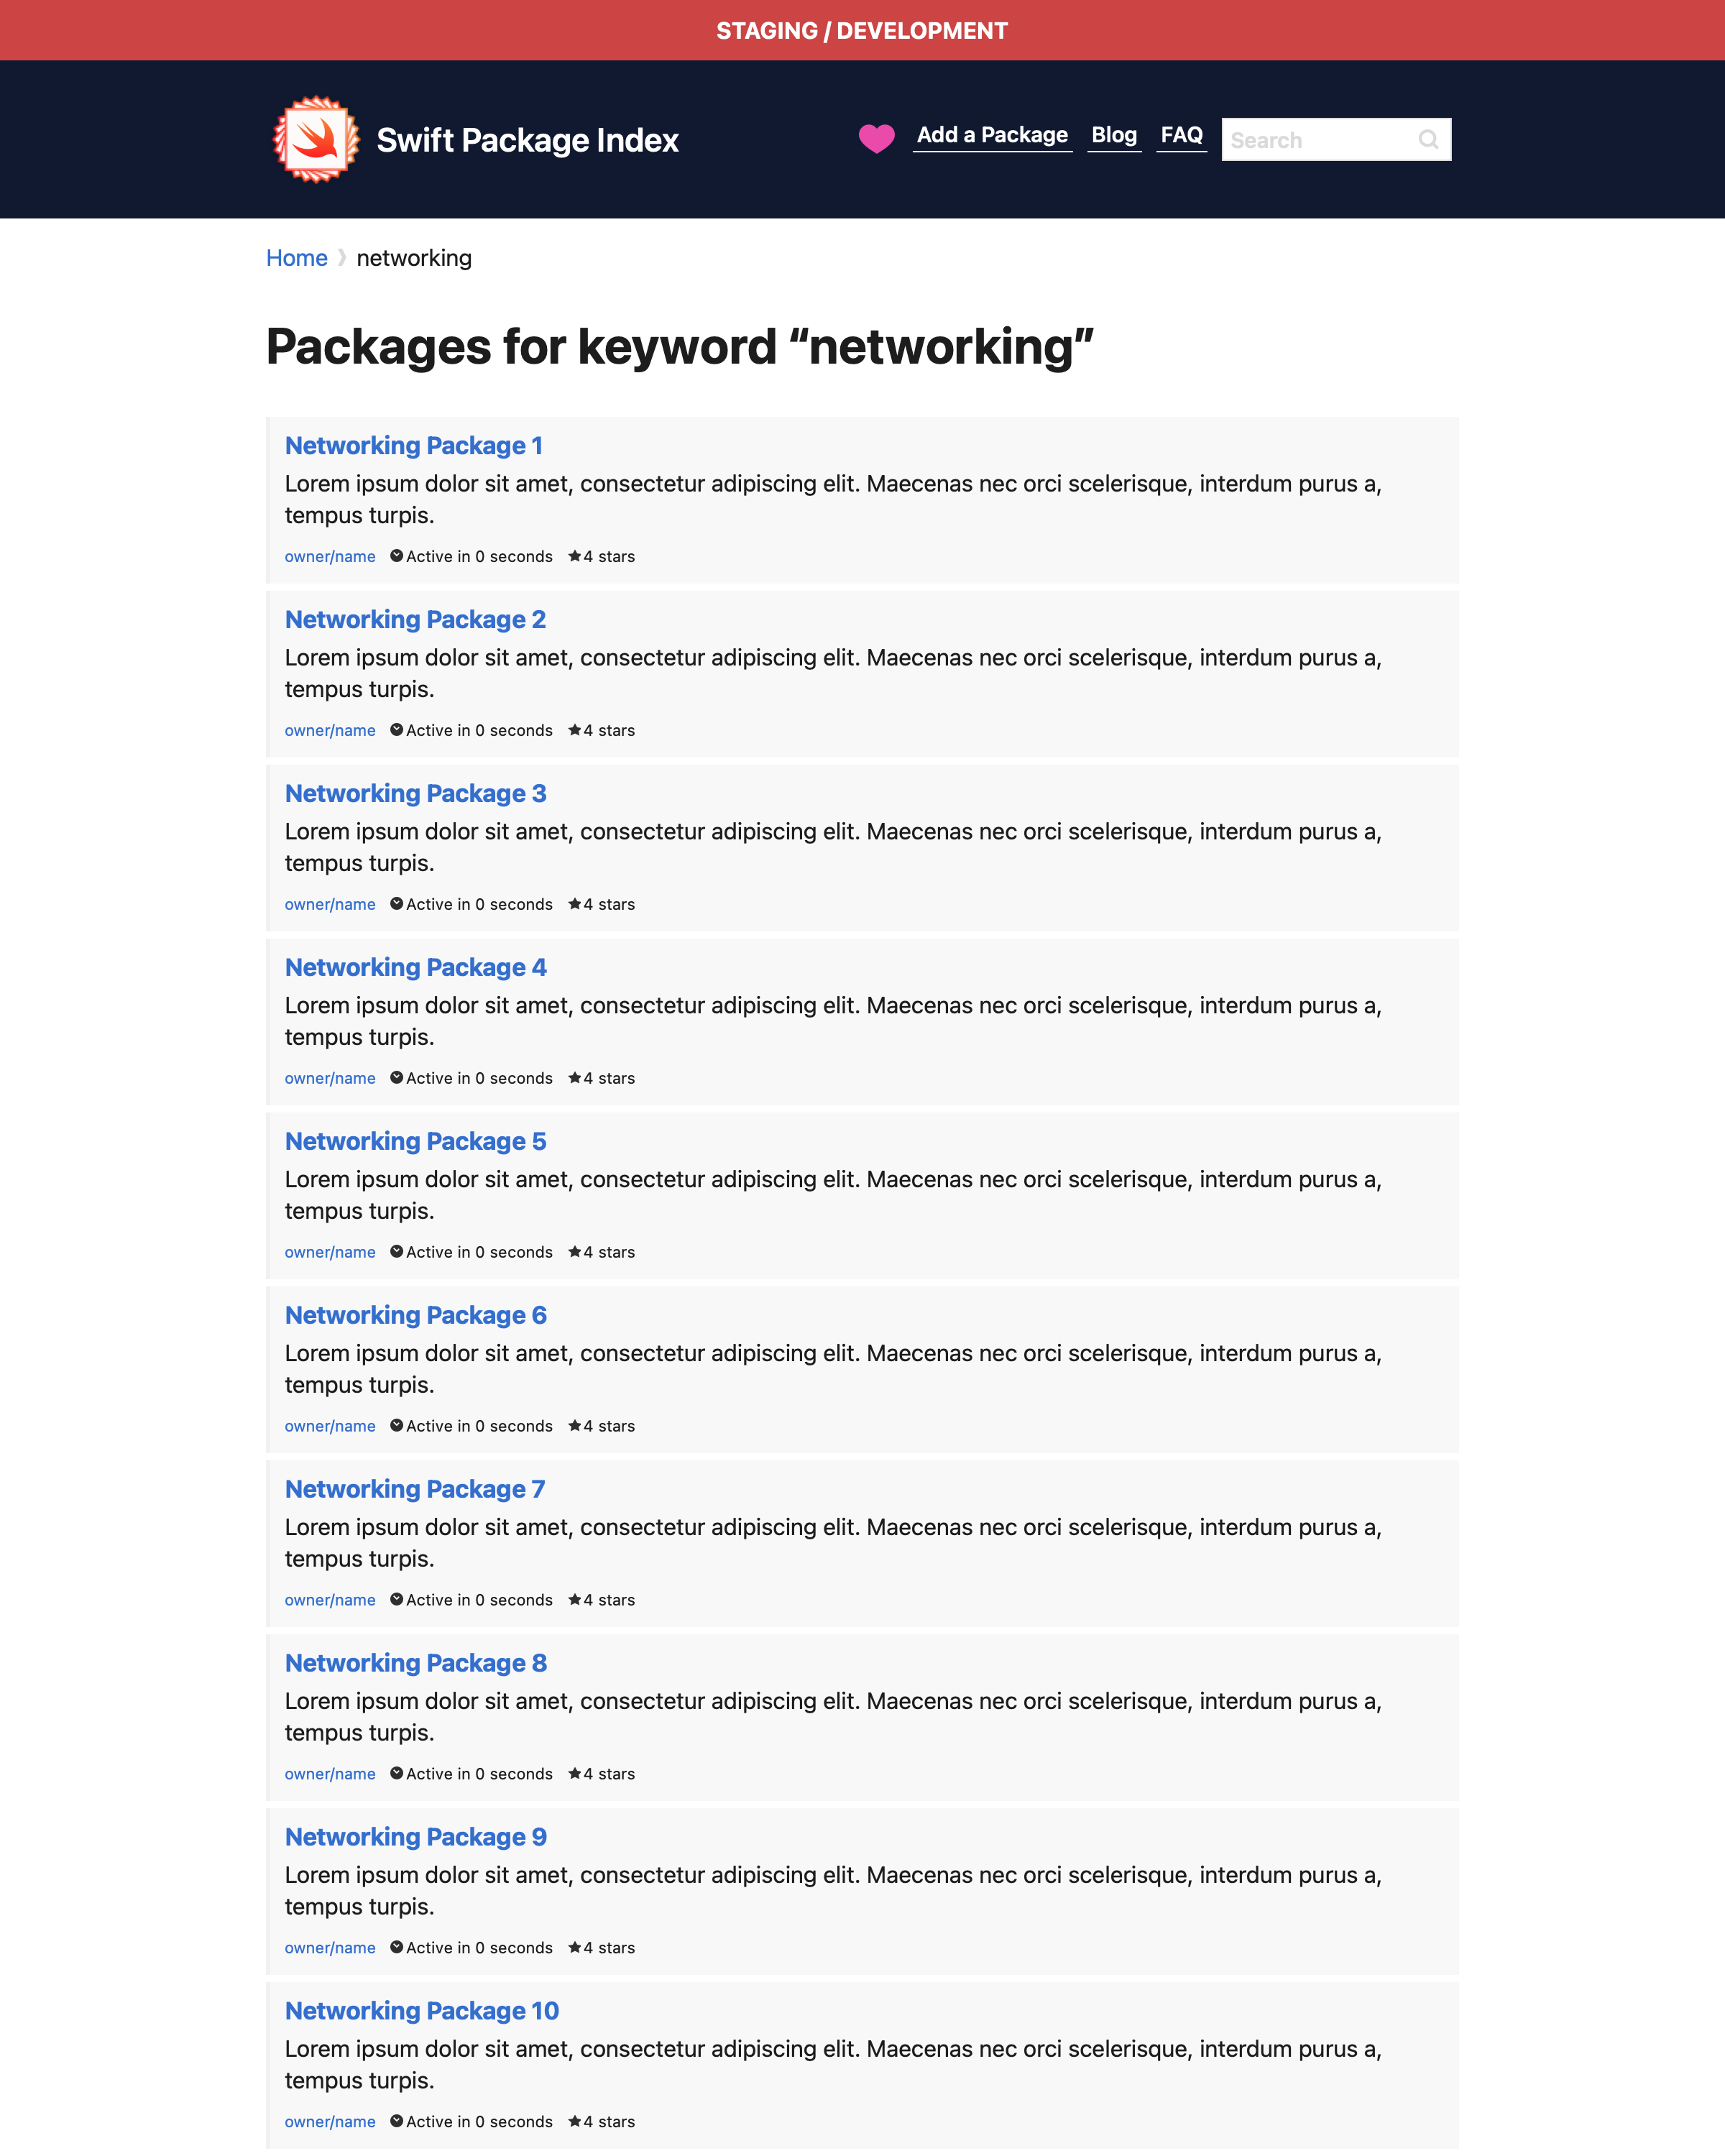 STAGING / DEVELOPMENT
Swift Package Index
Add a Package Blog FAQ Search
Home networking
Packages for keyword “networking”
Networking Package 1
Lorem ipsum dolor sit amet, consectetur adipiscing elit. Maecenas nec orci scelerisque, interdum purus a,
tempus turpis.
owner/name Active in 0 seconds 4 stars
Networking Package 2
Lorem ipsum dolor sit amet, consectetur adipiscing elit. Maecenas nec orci scelerisque, interdum purus a,
tempus turpis.
owner/name Active in 0 seconds 4 stars
Networking Package 3
Lorem ipsum dolor sit amet, consectetur adipiscing elit. Maecenas nec orci scelerisque, interdum purus a,
tempus turpis.
owner/name Active in 0 seconds 4 stars
Networking Package 4
Lorem ipsum dolor sit amet, consectetur adipiscing elit. Maecenas nec orci scelerisque, interdum purus a,
tempus turpis.
owner/name Active in 0 seconds 4 stars
Networking Package 5
Lorem ipsum dolor sit amet, consectetur adipiscing elit. Maecenas nec orci scelerisque, interdum purus a,
tempus turpis.
owner/name Active in 0 seconds 4 stars
Networking Package 6
Lorem ipsum dolor sit amet, consectetur adipiscing elit. Maecenas nec orci scelerisque, interdum purus a,
tempus turpis.
owner/name Active in 0 seconds 4 stars
Networking Package 7
Lorem ipsum dolor sit amet, consectetur adipiscing elit. Maecenas nec orci scelerisque, interdum purus a,
tempus turpis.
owner/name Active in 0 seconds 4 stars
Networking Package 8
Lorem ipsum dolor sit amet, consectetur adipiscing elit. Maecenas nec orci scelerisque, interdum purus a,
tempus turpis.
owner/name Active in 0 seconds 4 stars
Networking Package 9
Lorem ipsum dolor sit amet, consectetur adipiscing elit. Maecenas nec orci scelerisque, interdum purus a,
tempus turpis.
owner/name Active in 0 seconds 4 stars
Networking Package 10
Lorem ipsum dolor sit amet, consectetur adipiscing elit. Maecenas nec orci scelerisque, interdum purus a,
tempus turpis.
owner/name Active in 0 seconds 4 stars